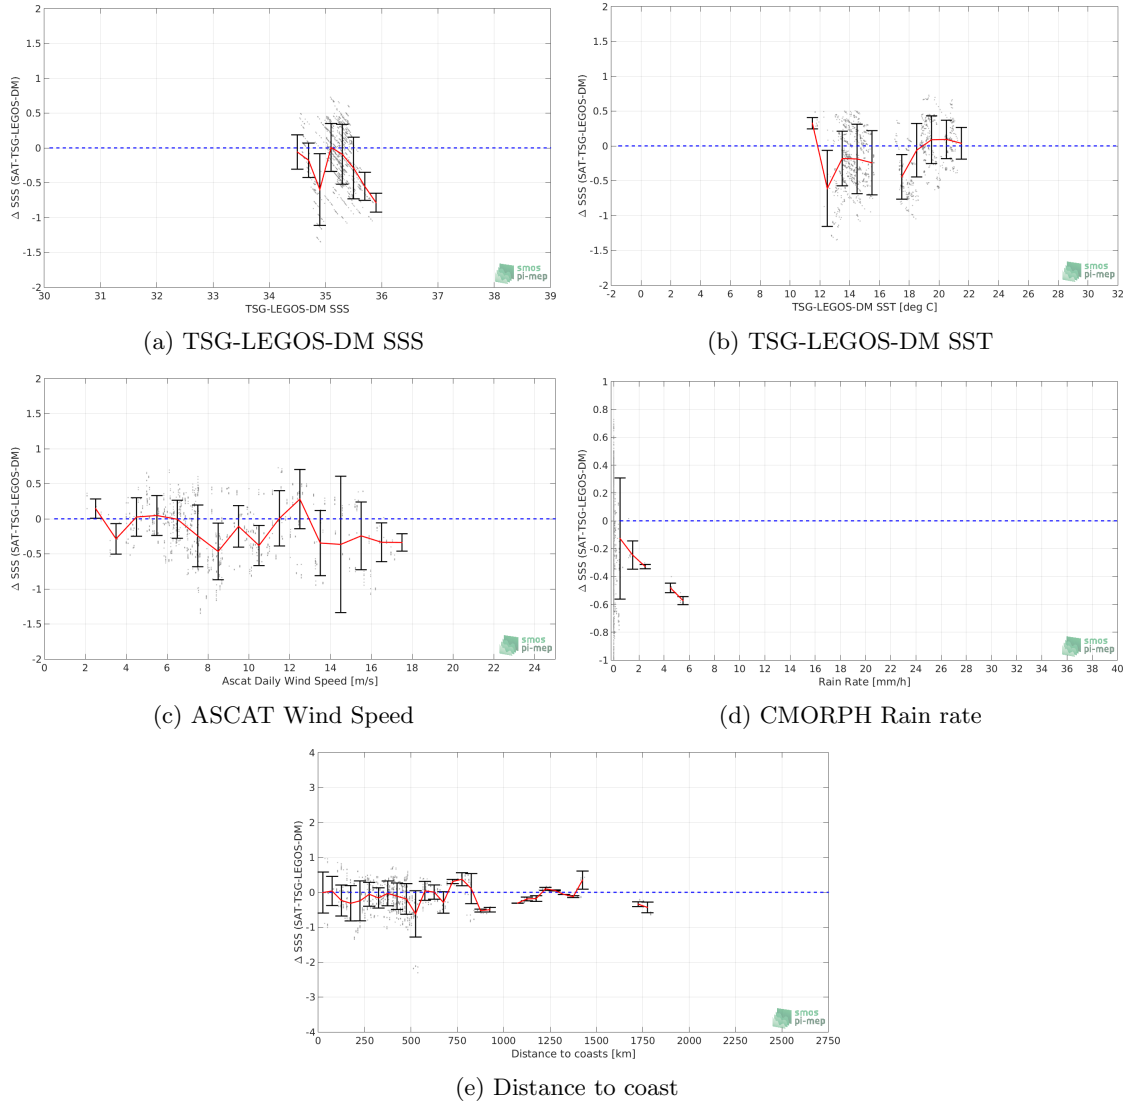 2
1.5
1
0.5
0
-0.5
-1
-1.5
-2
Δ SSS (SAT-TSG-LEGOS-DM)
30 31 32 33 34 35 36 37 38 39
TSG-LEGOS-DM SSS
smos
pi-mep
(a) TSG-LEGOS-DM SSS
2
1.5
1
0.5
0
-0.5
-1
-1.5
-2
Δ SSS (SAT-TSG-LEGOS-DM)
-2 0 2 4 6 8 10 12 14 16 18 20 22 24 26 28 30 32
TSG-LEGOS-DM SST [deg C]
smos
pi-mep
(b) TSG-LEGOS-DM SST
2
1.5
1
0.5
0
-0.5
-1
-1.5
-2
Δ SSS (SAT-TSG-LEGOS-DM)
0 2 4 6 8 10 12 14 16 18 20 22 24
Ascat Daily Wind Speed [m/s]
smos
pi-mep
(c) ASCAT Wind Speed
1
0.8
0.6
0.4
0.2
0
-0.2
-0.4
-0.6
-0.8
-1
Δ SSS (SAT-TSG-LEGOS-DM)
0 2 4 6 8 10 12 14 16 18 20 22 24 26 28 30 32 34 36 38 40
Rain Rate [mm/h]
smos
pi-mep
(d) CMORPH Rain rate
4
3
2
1
0
-1
-2
-3
-4
Δ SSS (SAT-TSG-LEGOS-DM)
0 250 500 750 1000 1250 1500 1750 2000 2250 2500 2750
Distance to coasts [km]
smos
pi-mep
(e) Distance to coast